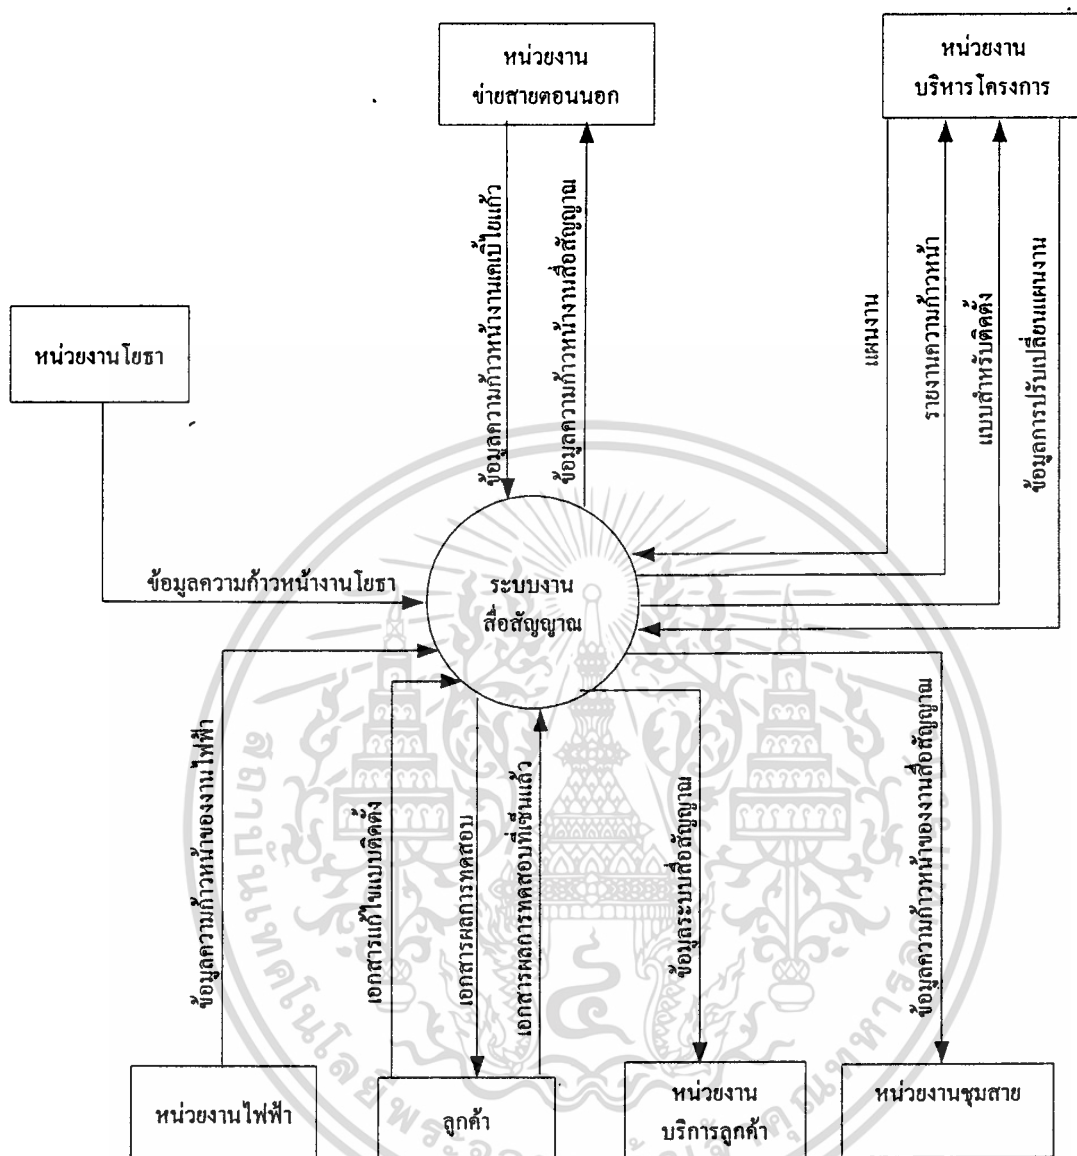 หน่วยงาน
ข่ายสายตอนนอก
หน่วยงาน
บริหารโครงการ
หน่วยงานโยธา
ข้อมูลความก้าวหน้างานเคเบิ้ลใยแก้ว
ข้อมูลความก้าวหน้างานสื่อสัญญาณ
แผนงาน
รายงานความก้าวหน้า
แบบสำหรับติดตั้ง
ข้อมูลการปรับเปลี่ยนแผนงาน
ข้อมูลความก้าวหน้างานโยธา
ระบบงาน
สื่อสัญญาณ
ข้อมูลความก้าวหน้าของงานไฟฟ้า
เอกสารแก้ไขแบบติดตั้ง
เอกสารผลการทดสอบ
เอกสารผลการทดสอบที่เซ็นแล้ว
ข้อมูลระบบสื่อสัญญาณ
ข้อมูลความก้าวหน้าของงานสื่อสัญญาณ
หน่วยงานไฟฟ้า
ลูกค้า
หน่วยงาน
บริการลูกค้า
หน่วยงานชุมสาย